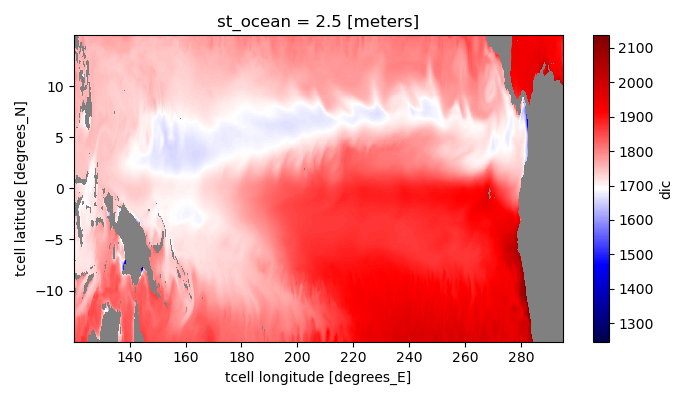 st_ocean = 2.5 [meters]
tcell latitude [degrees_N]
10
5
0
−5
−10
140 160 180 200 220 240 260 280
tcell longitude [degrees_E]
2100
2000
1900
1800
1700
1600
1500
1400
1300
dic